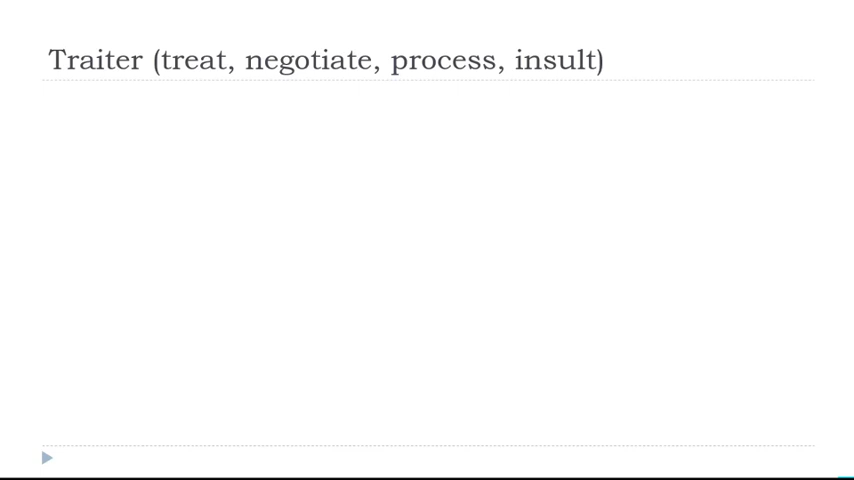 Traiter (treat, negotiate, process, insult)